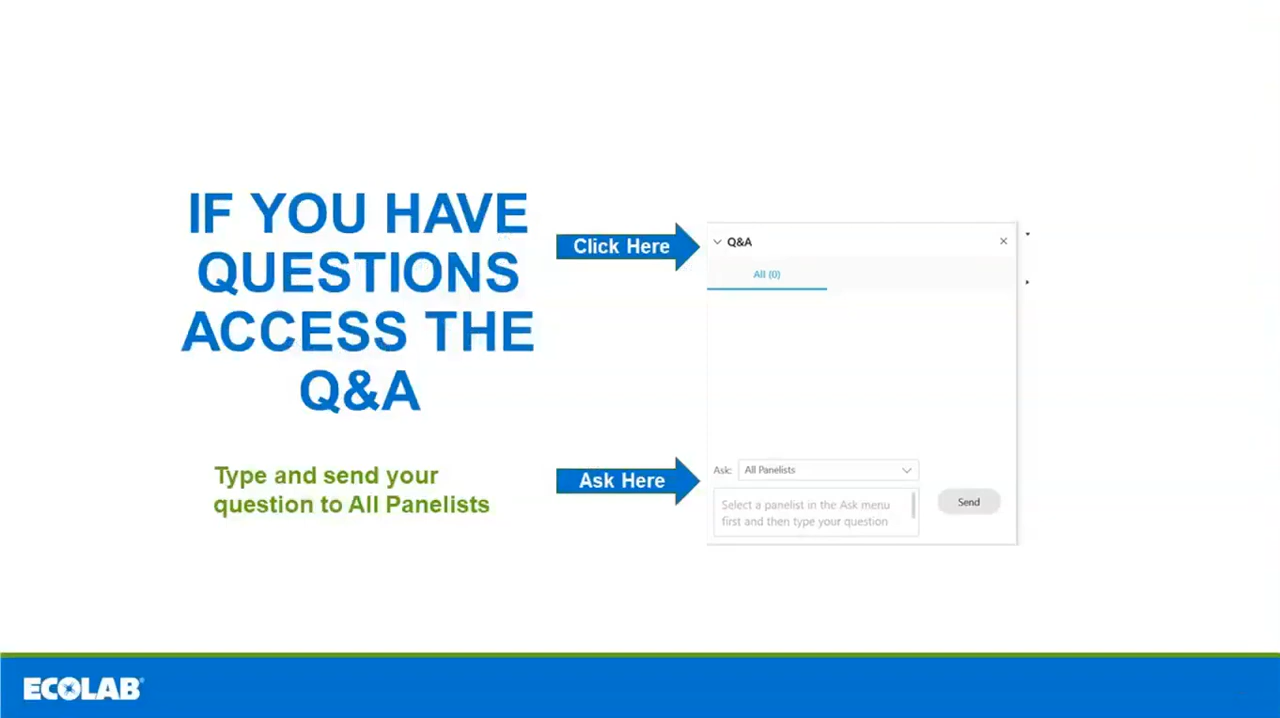 IF YOU HAVE
QUESTIONS
ACCESS THE
Q&A
Type and send your
question to All Panelists
Click Here
Q&A
All (0)
Ask Here
Ask:
All Panelists
Select a panelist in the Ask menu
first and then type your question
Send
ECOLAB®